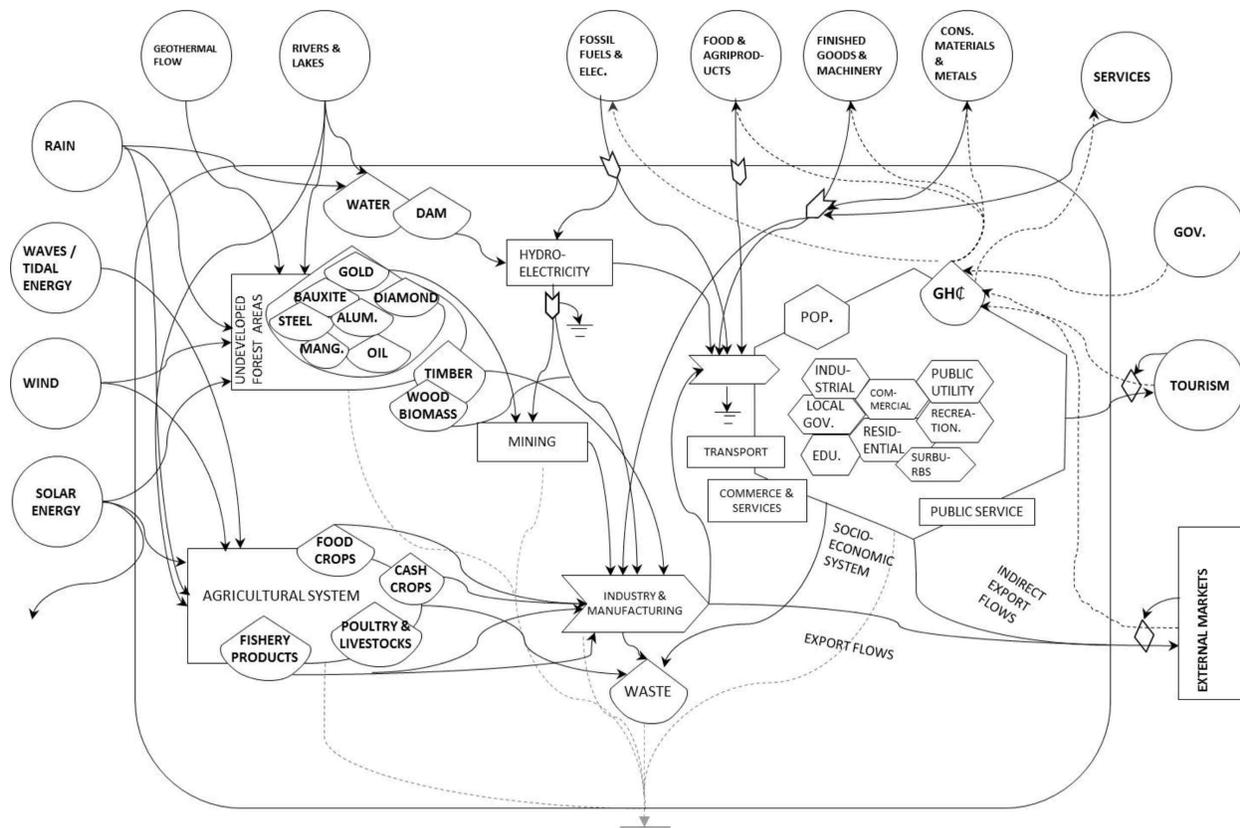 GEOTHERMAL
FLOW
RIVERS &
LAKES
FOSSIL
FUELS &
ELEC.
FOOD &
AGRIPROD-
UCTS
FINISHED
GOODS &
MACHINERY
CONS.
MATERIALS
&
METALS
SERVICES
RAIN
WAVES /
TIDAL
ENERGY
WIND
SOLAR
ENERGY
GOV.
TOURISM
EXTERNAL MARKETS
WATER
DAM
HYDRO-
ELECTRICITY
UNDEVELOPED
FOREST AREAS
GOLD
BAUXITE
DIAMOND
STEEL
ALUM.
MANG.
OIL
TIMBER
WOOD
BIOMASS
MINING
GH₵
POP.
INDU-
STRIAL
COM-
MERCIAL
PUBLIC
UTILITY
LOCAL
GOV.
RECREA-
TION.
RESID-
ENTIAL
EDU.
SURBU-
RBS
TRANSPORT
COMMERCE &
SERVICES
PUBLIC SERVICE
SOCIO-
ECONOMIC
SYSTEM
INDIRECT
EXPORT
FLOWS
EXPORT FLOWS
AGRICULTURAL SYSTEM
FOOD
CROPS
CASH
CROPS
POULTRY &
LIVESTOCKS
FISHERY
PRODUCTS
INDUSTRY &
MANUFACTURING
WASTE